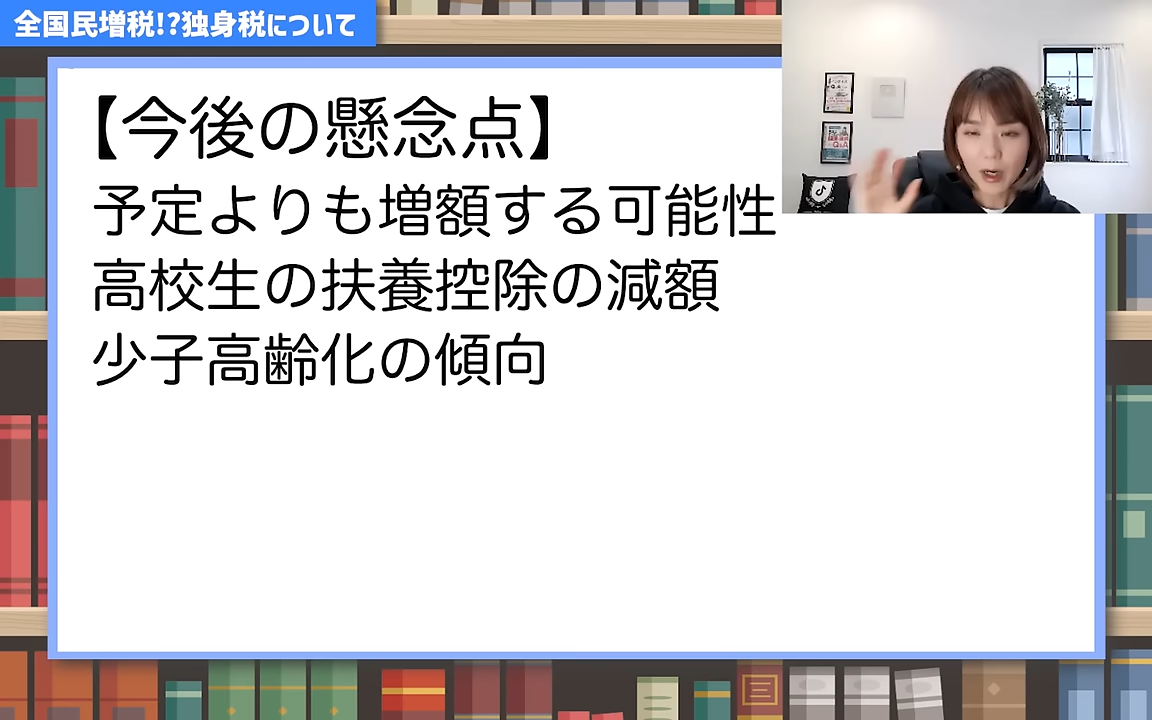 全国民増税!?独身税について
【今後の懸念点】
予定よりも増額する可能性
高校生の扶養控除の減額
少子高齢化の傾向
Q&A